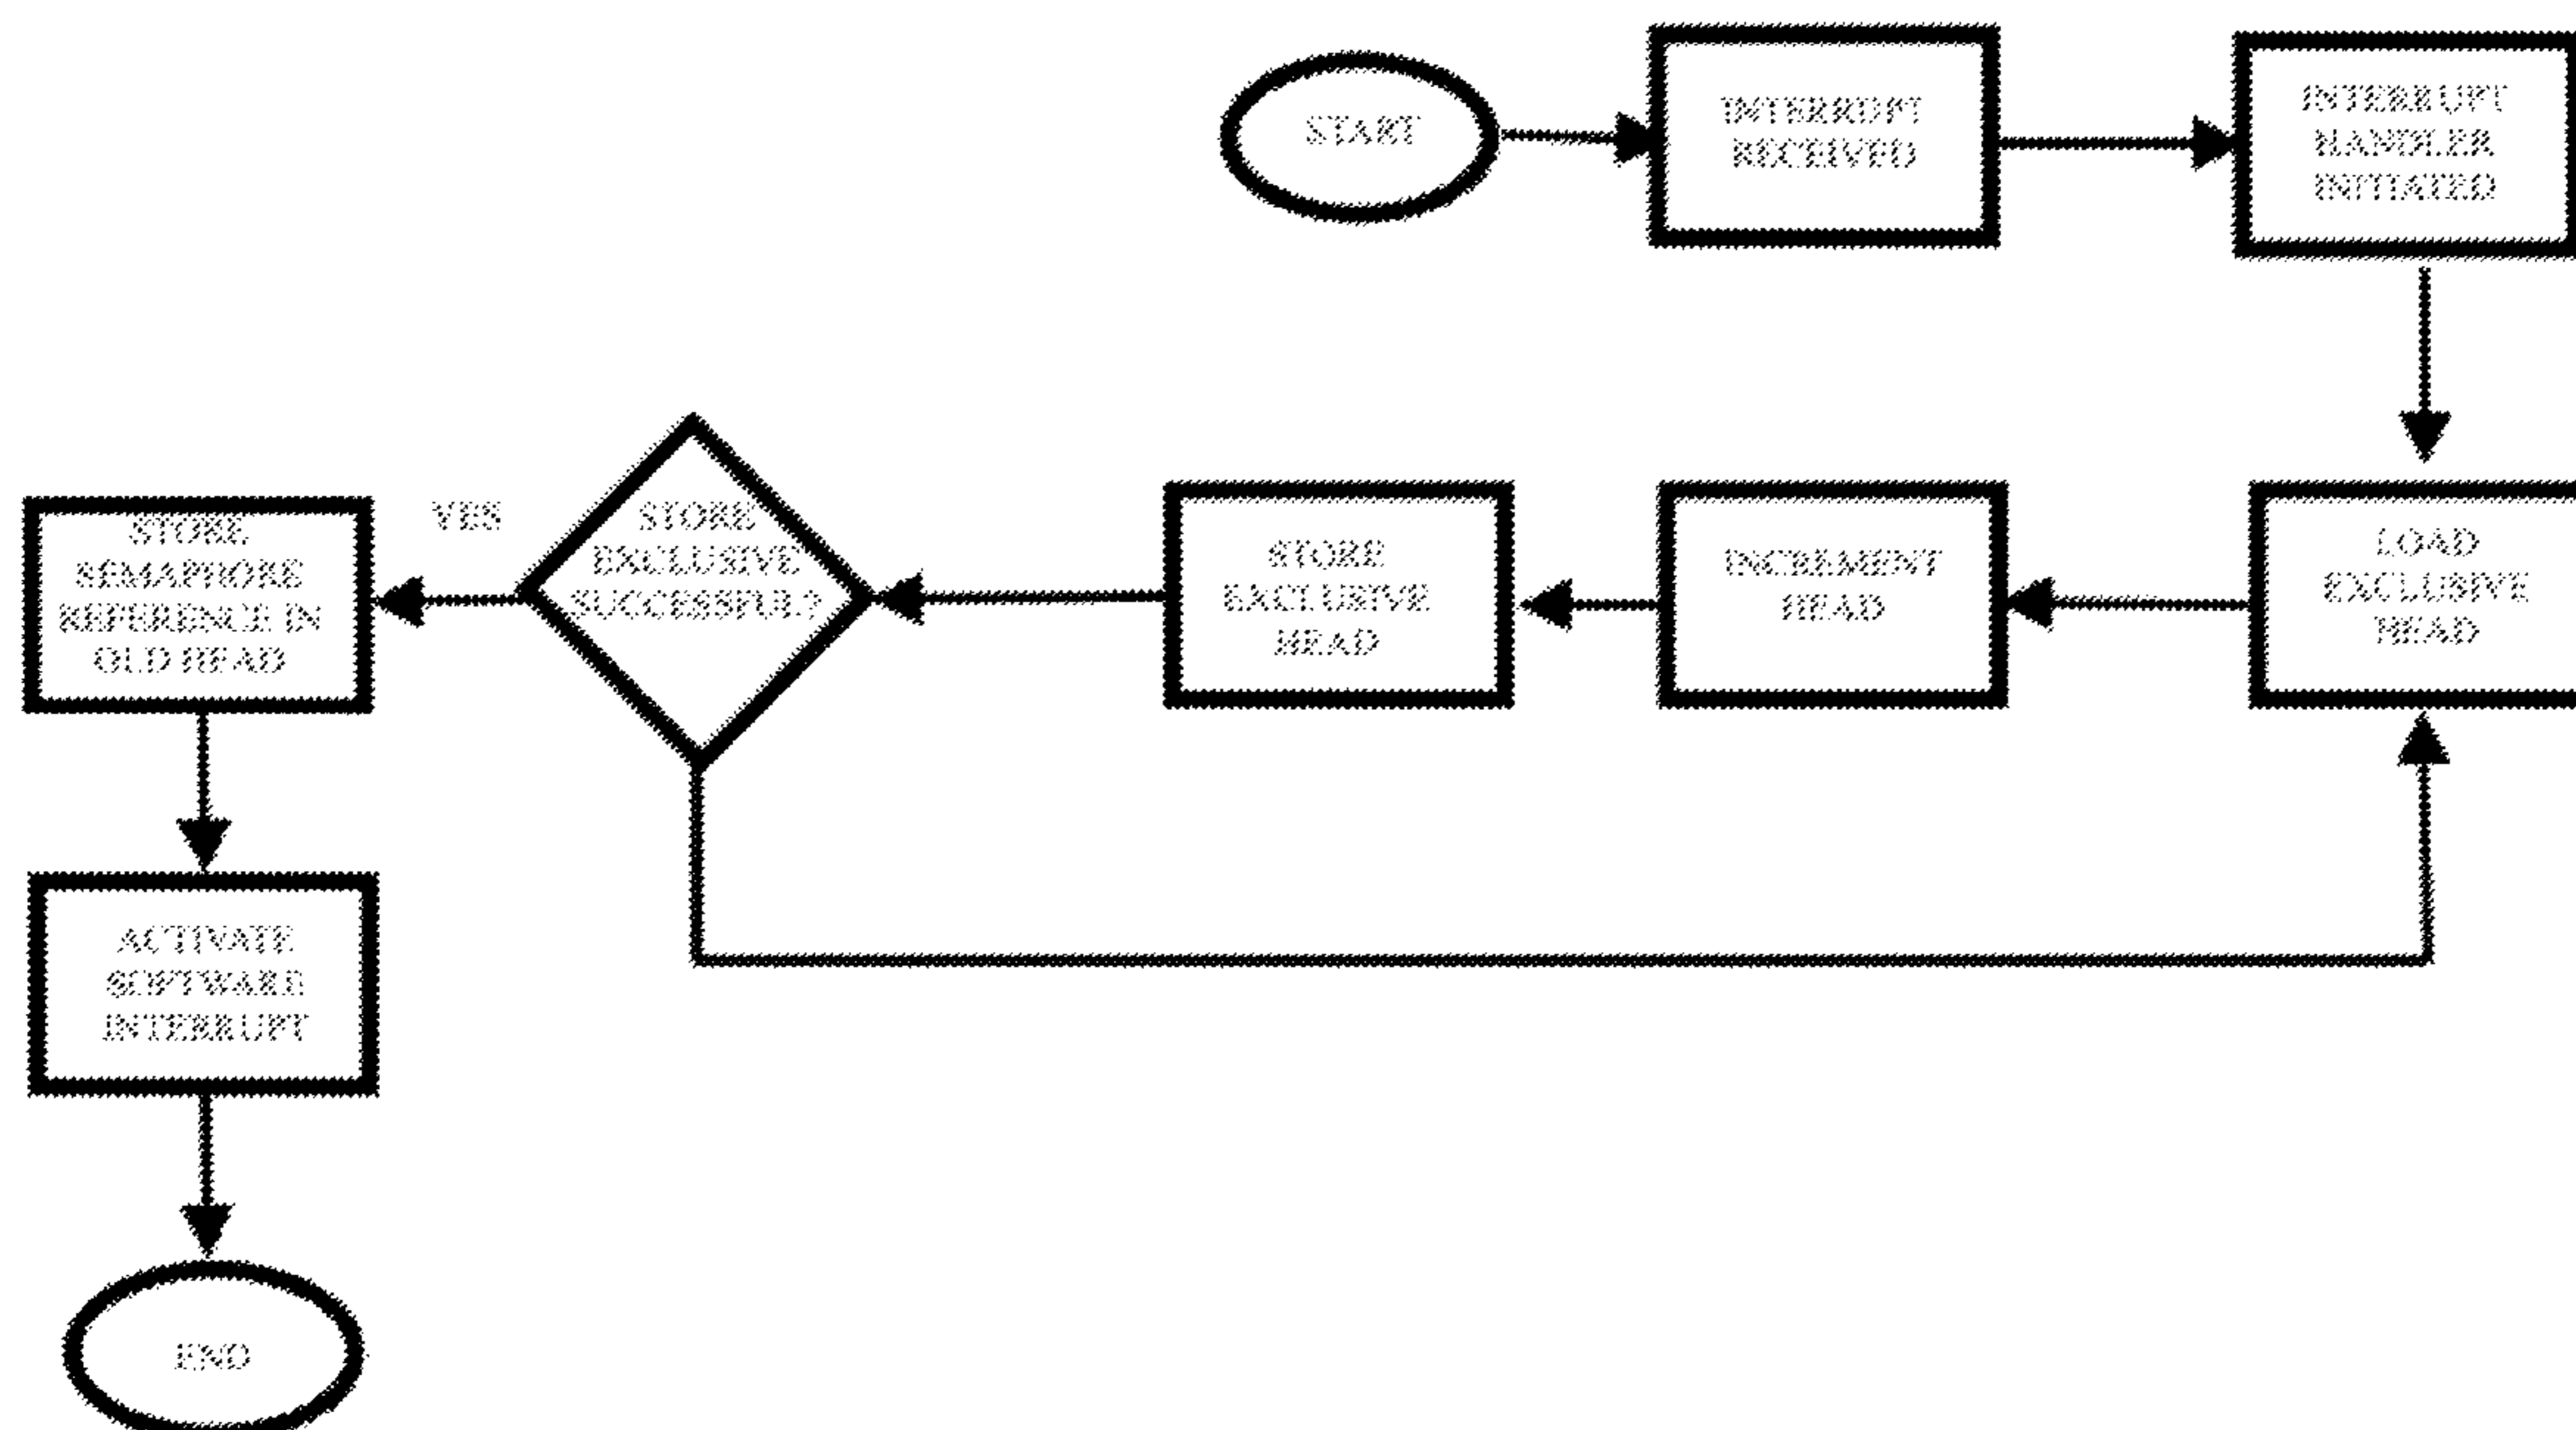 START
INTERRUPT
RECEIVED
INTERRUPT
HANDLER
INITIATED
LOAD
EXCLUSIVE
HEAD
INCREMENT
HEAD
STORE
EXCLUSIVE
HEAD
STORE
EXCLUSIVE
SUCCESSFUL?
YES
STORE
SEMAPHORE
REFERENCE IN
OLD HEAD
ACTIVATE
SOFTWARE
INTERRUPT
END